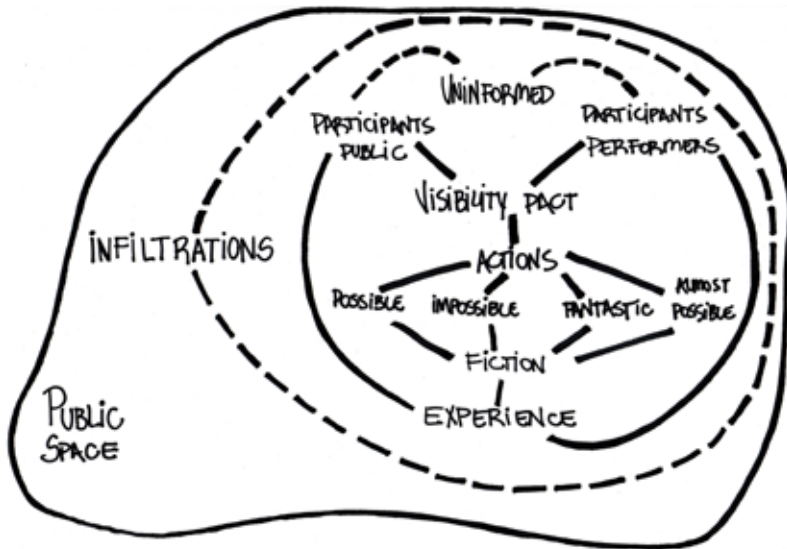 UNINFORMED
PARTICIPANTS
PUBLIC
PARTICIPANTS
PERFORMERS
VISIBILITY PACT
INFILTRATIONS
ACTIONS
POSSIBLE
IMPOSSIBLE
FANTASTIC
ALMOST
POSSIBLE
FICTION
EXPERIENCE
PUBLIC
SPACE